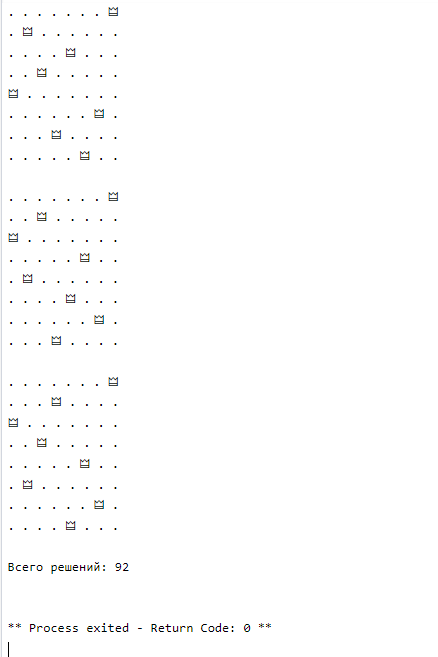 . . . . . . . 🜲
. 🜲 . . . . . .
. . . . 🜲 . . .
. . 🜲 . . . . .
🜲 . . . . . . .
. . . . . . 🜲 .
. . . 🜲 . . . .
. . . . . 🜲 . .
. . . . . . . 🜲
. . 🜲 . . . . .
🜲 . . . . . . .
. . . . . 🜲 . .
. 🜲 . . . . . .
. . . . 🜲 . . .
. . . . . . 🜲 .
. . . 🜲 . . . .
. . . . . . . 🜲
. . . 🜲 . . . .
🜲 . . . . . . .
. . 🜲 . . . . .
. . . . . 🜲 . .
. 🜲 . . . . . .
. . . . . . 🜲 .
. . . . 🜲 . . .
Всего решений: 92
** Process exited - Return Code: 0 **